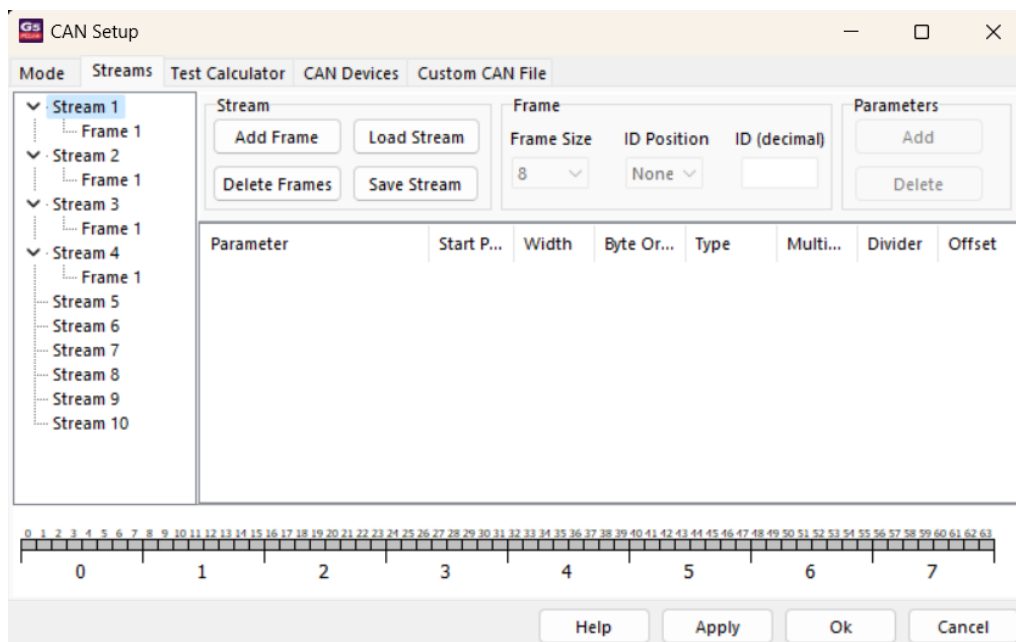 G5
CAN Setup
Mode Streams Test Calculator CAN Devices Custom CAN File
Stream 1
Frame 1
Stream 2
Frame 1
Stream 3
Frame 1
Stream 4
Frame 1
Stream 5
Stream 6
Stream 7
Stream 8
Stream 9
Stream 10
Stream
Add Frame Load Stream
Delete Frames Save Stream
Frame
Frame Size ID Position ID (decimal)
8 None
Parameters
Add
Delete
Parameter Start P... Width Byte Or... Type Multi... Divider Offset
0 1 2 3 4 5 6 7 8 9 10 11 12 13 14 15 16 17 18 19 20 21 22 23 24 25 26 27 28 29 30 31 32 33 34 35 36 37 38 39 40 41 42 43 44 45 46 47 48 49 50 51 52 53 54 55 56 57 58 59 60 61 62 63
0 1 2 3 4 5 6 7
Help Apply Ok Cancel